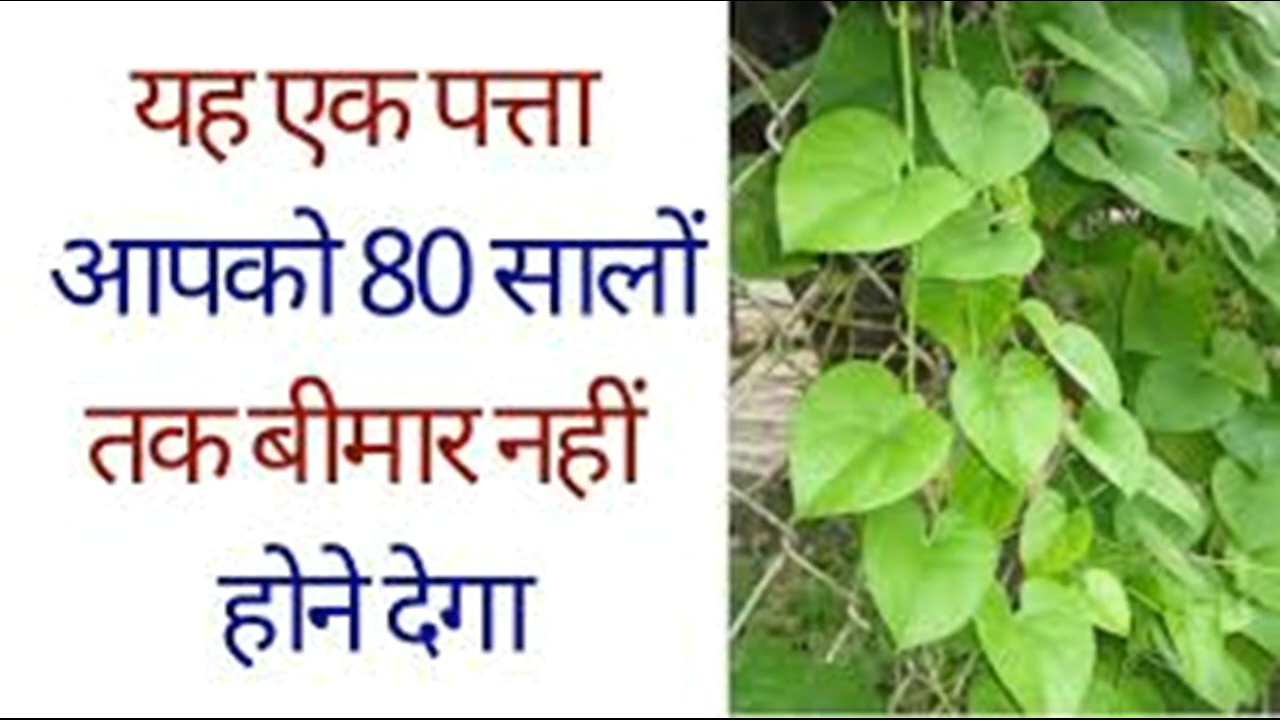 यह एक पत्ता
आपको 80 सालों
तक बीमार नहीं
होने देगा